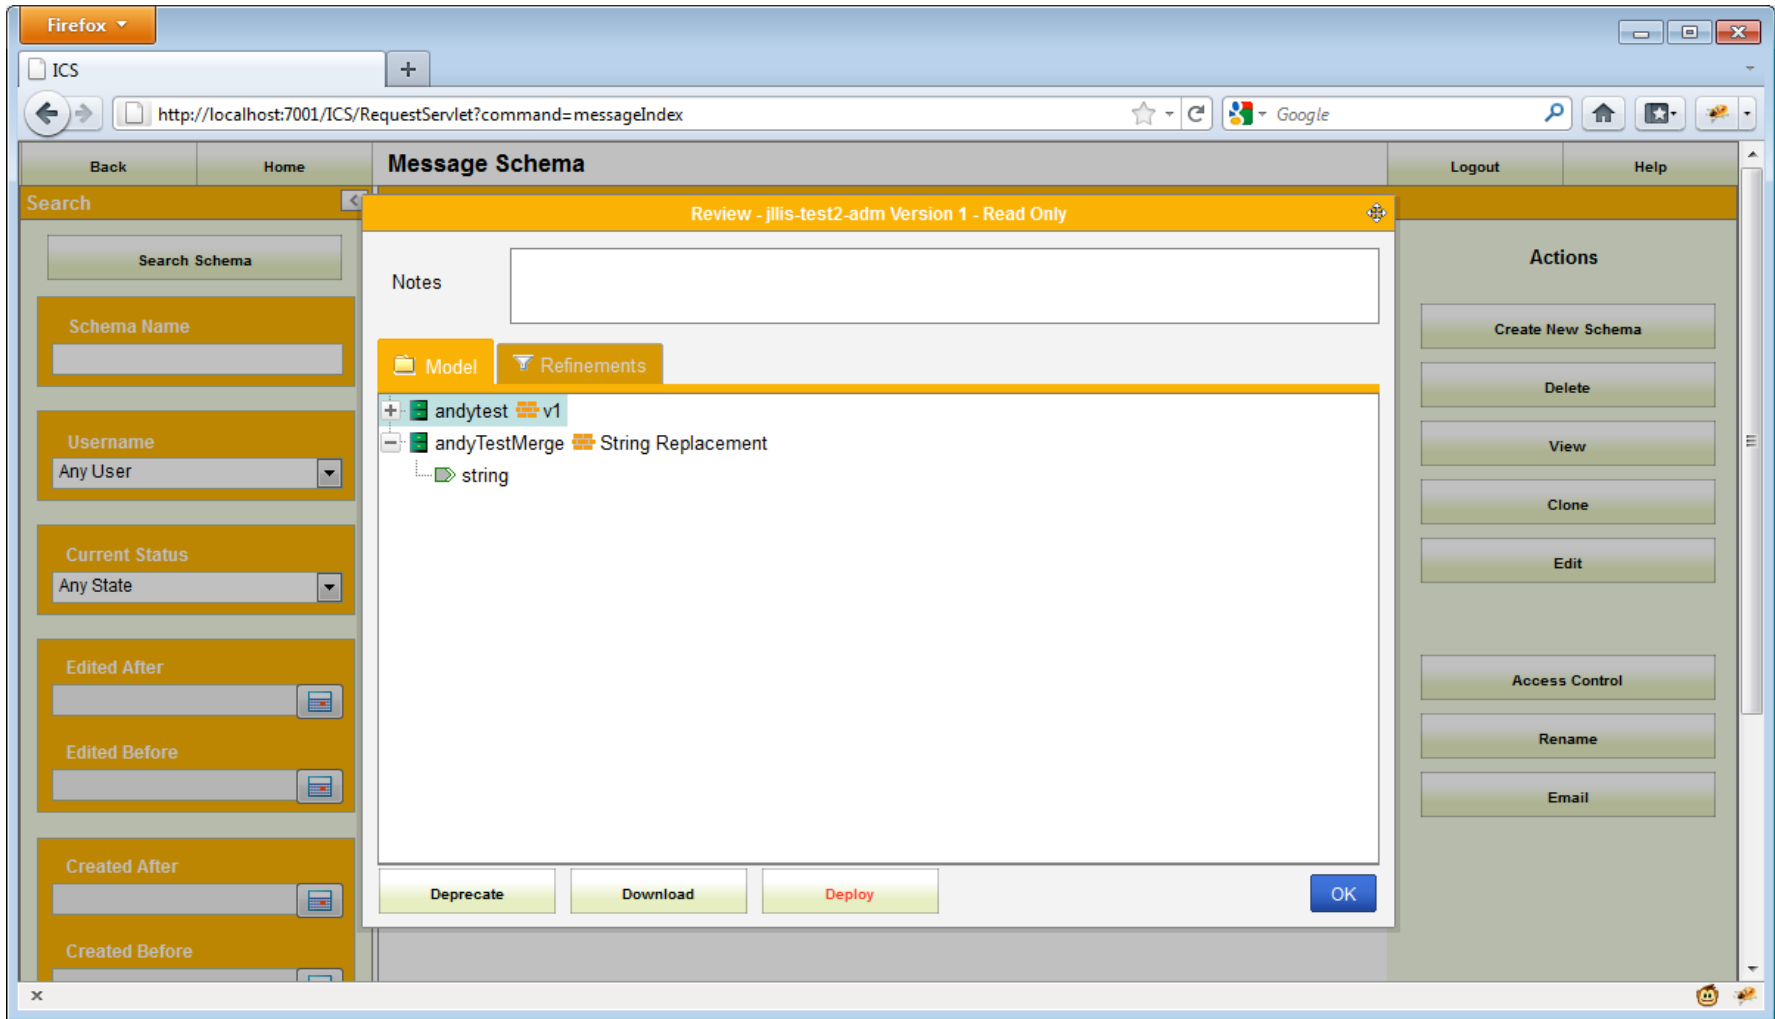 Firefox
ICS
http://localhost:7001/ICS/RequestServlet?command=messageIndex
Google
Back
Home
Message Schema
Logout
Help
Search
Search Schema
Schema Name
Username
Any User
Current Status
Any State
Edited After
Edited Before
Created After
Created Before
Review - jllis-test2-adm Version 1 - Read Only
Notes
Model
Refinements
andytest v1
andyTestMerge String Replacement
string
Deprecate
Download
Deploy
OK
Actions
Create New Schema
Delete
View
Clone
Edit
Access Control
Rename
Email